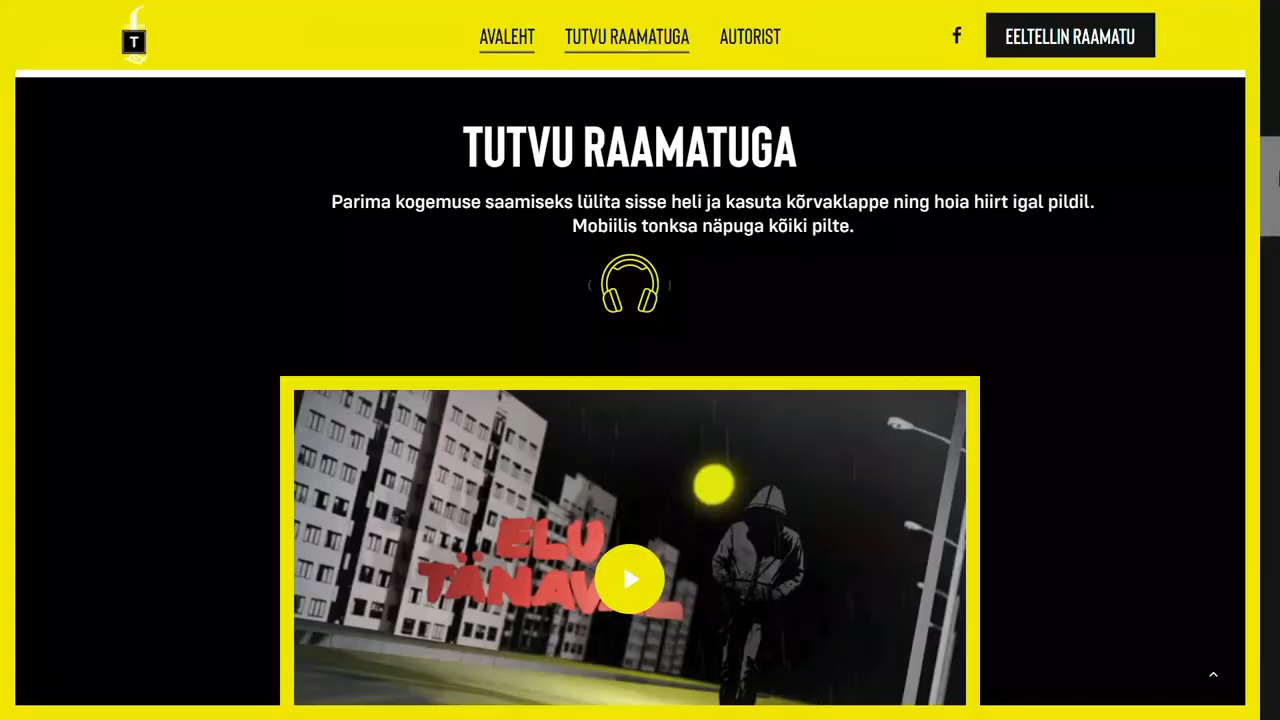 T
AVALEHT
TUTVU RAAMATUGA
AUTORIST
f
EELTELLIN RAAMATU
TUTVU RAAMATUGA
Parima kogemuse saamiseks lülita sisse heli ja kasuta kõrvaklappe ning hoia hiirt igal pildil.
Mobiilis tonksa näpuga kõiki pilte.
ELU